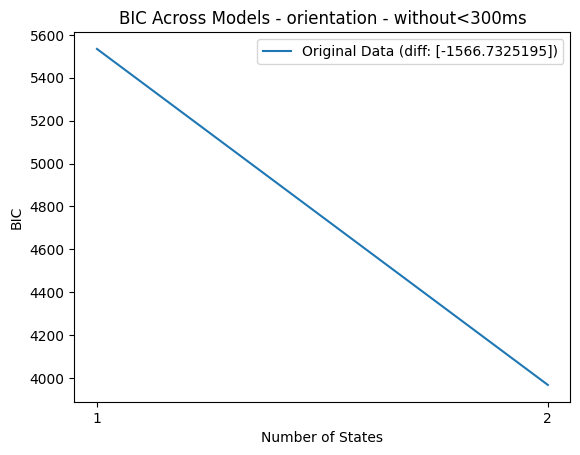 BIC Across Models - orientation - without<300ms
5600
5400
5200
5000
4800
4600
4400
4200
4000
BIC
Original Data (diff: [-1566.7325195])
1
2
Number of States